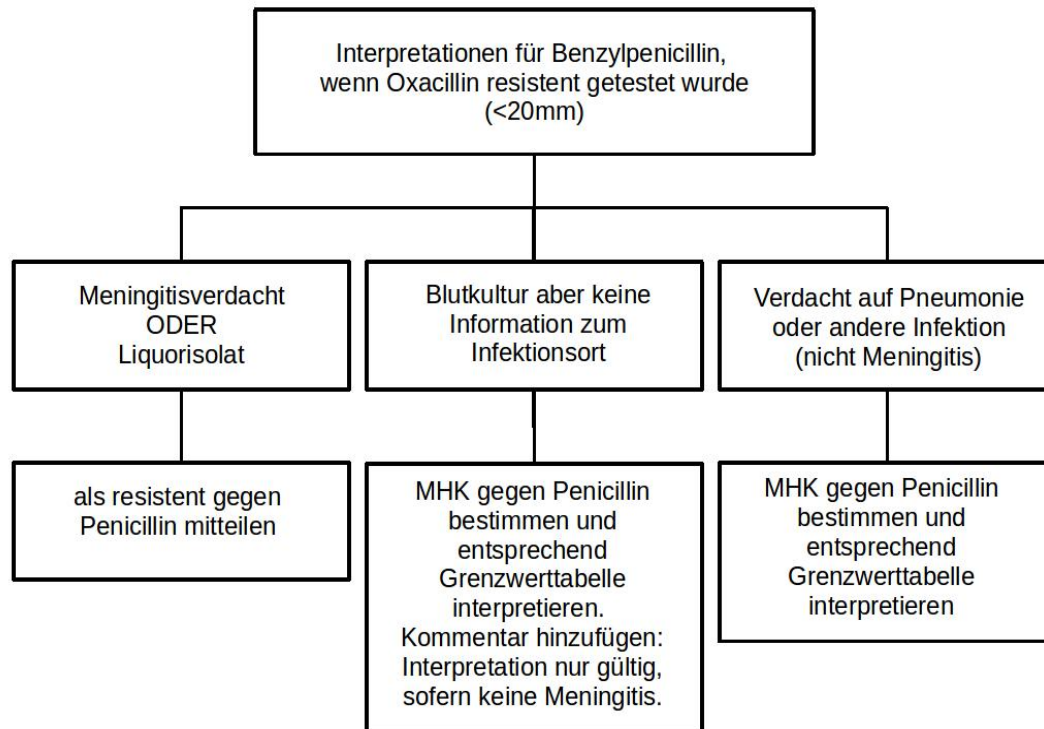 Interpretationen für Benzylpenicillin,
wenn Oxacillin resistent getestet wurde
(<20mm)
Meningitisverdacht
ODER
Liquorisolat
Blutkultur aber keine
Information zum
Infektionsort
Verdacht auf Pneumonie
oder andere Infektion
(nicht Meningitis)
als resistent gegen
Penicillin mitteilen
MHK gegen Penicillin
bestimmen und
entsprechend
Grenzwerttabelle
interpretieren.
Kommentar hinzufügen:
Interpretation nur gültig,
sofern keine Meningitis.
MHK gegen Penicillin
bestimmen und
entsprechend
Grenzwerttabelle
interpretieren